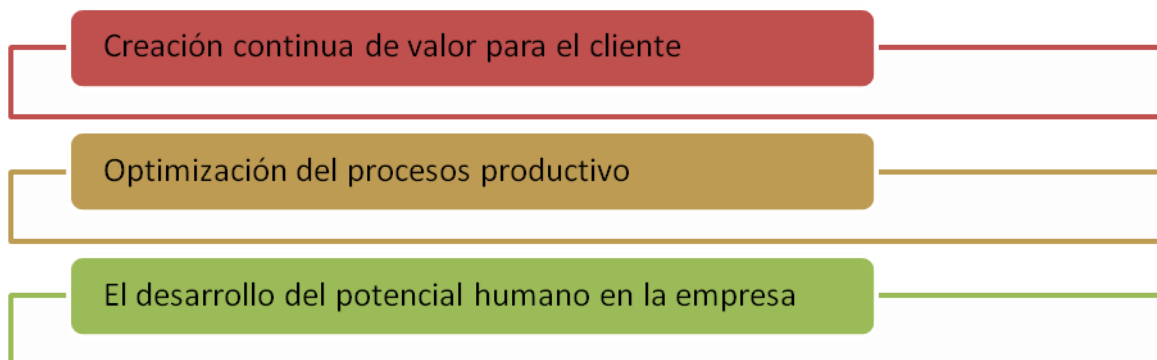 Creación continua de valor para el cliente
Optimización del procesos productivo
El desarrollo del potencial humano en la empresa